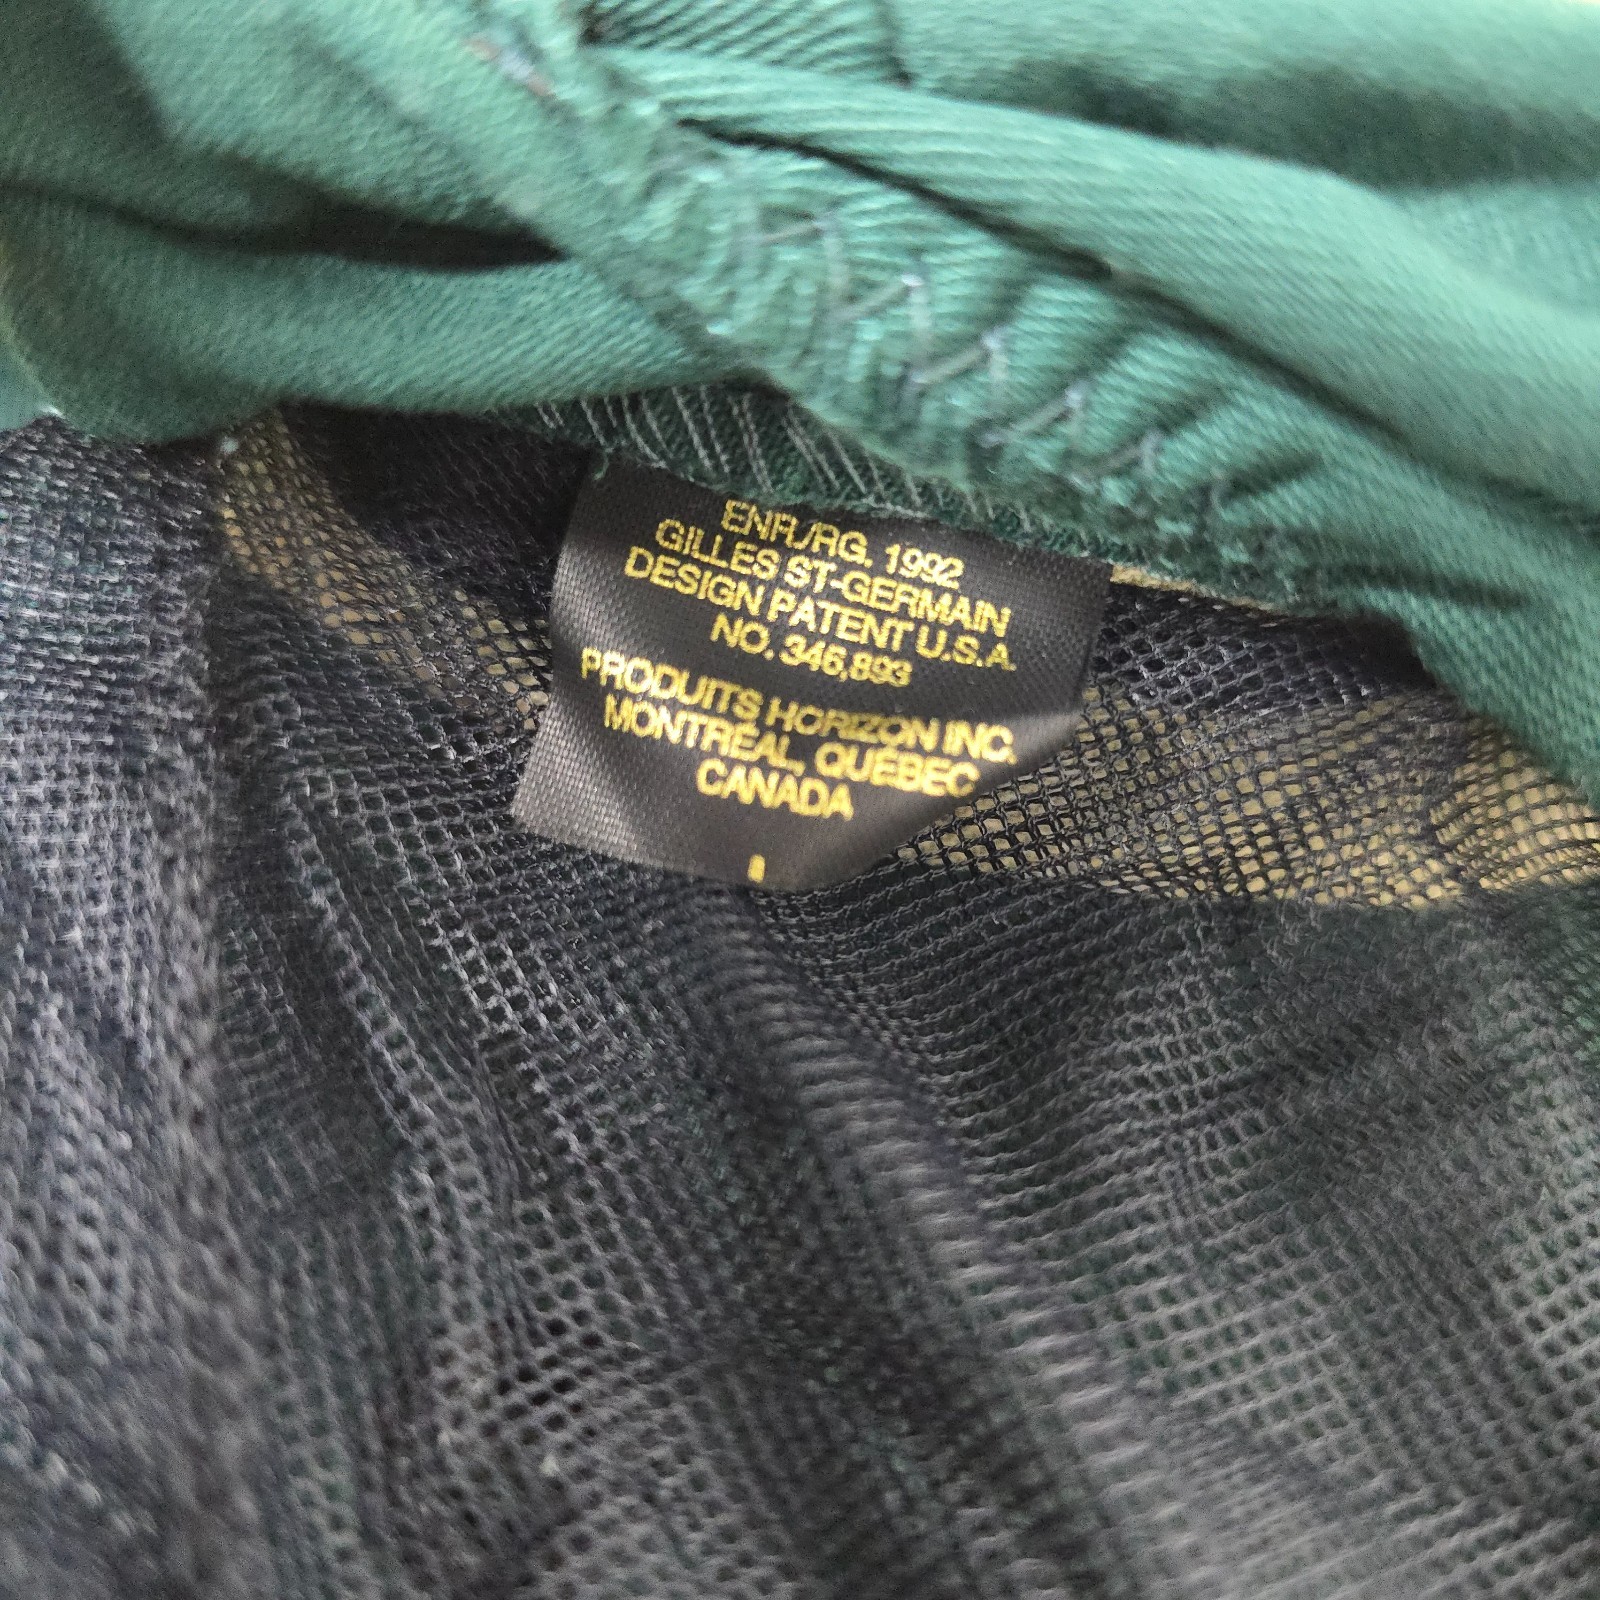 ENR./RG. 1992
GILLES ST-GERMAIN
DESIGN PATENT U.S.A.
NO. 346,893
PRODUITS HORIZON INC.
MONTRÉAL, QUÉBEC
CANADA